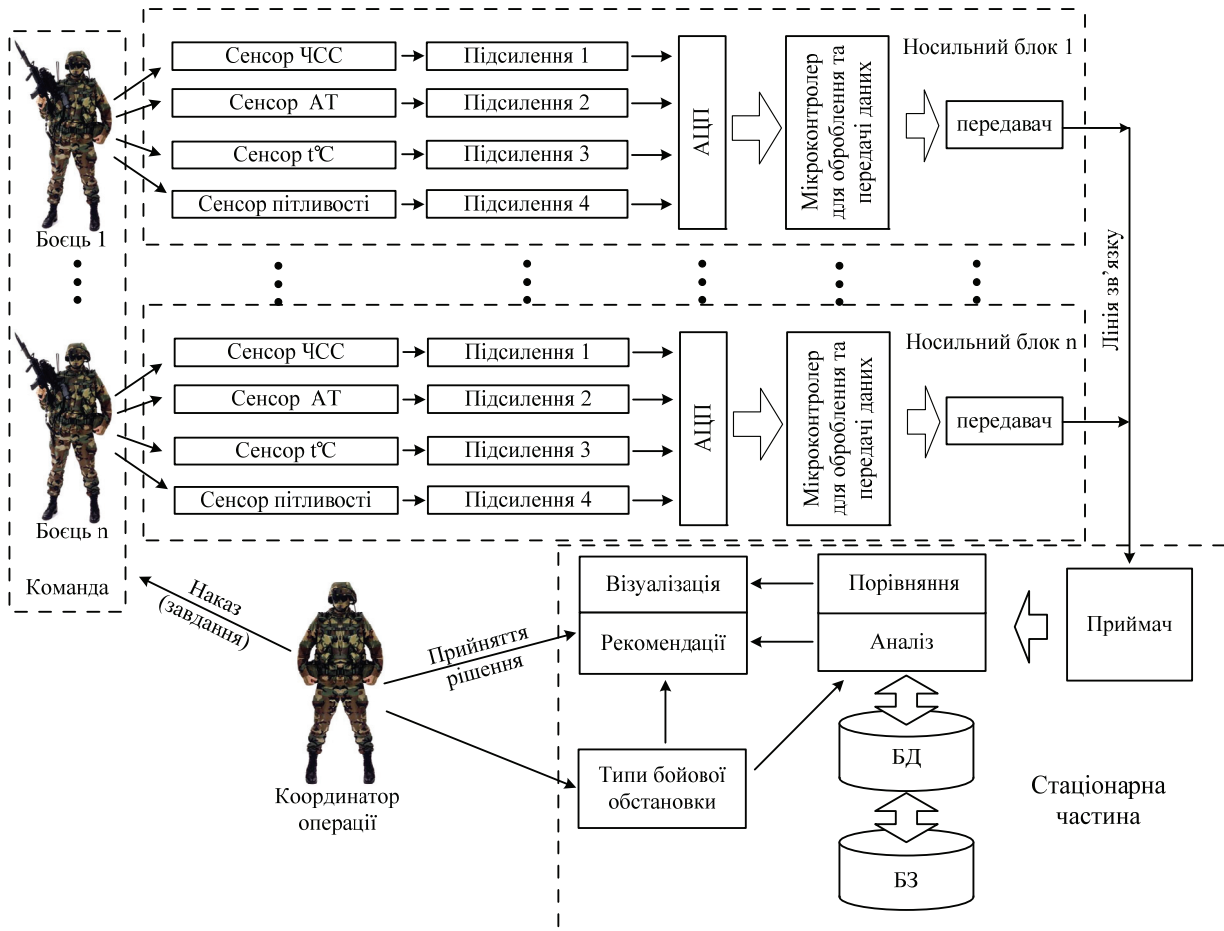 Сенсор ЧСС
Підсилення 1
Сенсор АТ
Підсилення 2
Сенсор t°C
Підсилення 3
Сенсор пітливості
Підсилення 4
АЦП
Мікроконтролер
для оброблення та
передачі даних
Носильний блок 1
передавач
Боєць 1
Лінія зв’язку
Сенсор ЧСС
Підсилення 1
Сенсор АТ
Підсилення 2
Сенсор t°C
Підсилення 3
Сенсор пітливості
Підсилення 4
АЦП
Мікроконтролер
для оброблення та
передачі даних
Носильний блок n
передавач
Боєць n
Команда
Наказ
(завдання)
Прийняття
рішення
Координатор
операції
Візуалізація
Рекомендації
Порівняння
Аналіз
Приймач
Типи бойової
обстановки
БД
БЗ
Стаціонарна
частина